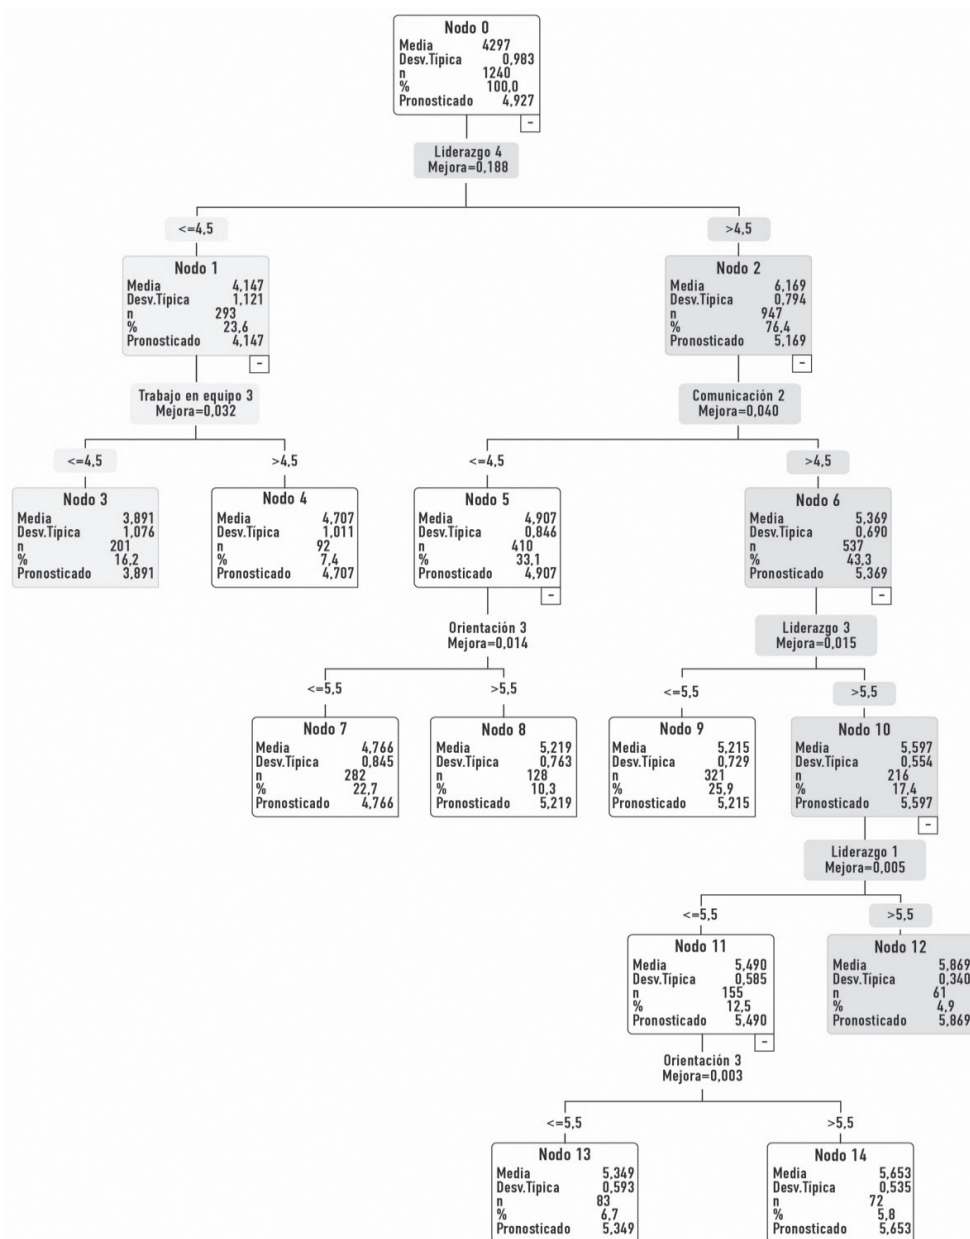 Nodo 0
Media 4297
Desv.Típica 0,983
n 1240
% 100,0
Pronosticado 4,927
-
Liderazgo 4
Mejora=0,188
<=4,5 >4,5
Nodo 1
Media 4,147
Desv.Típica 1,121
n 293
% 23,6
Pronosticado 4,147
-
Nodo 2
Media 6,169
Desv.Típica 0,794
n 947
% 76,4
Pronosticado 5,169
-
Trabajo en equipo 3
Mejora=0,032
Comunicación 2
Mejora=0,040
<=4,5 >4,5 <=4,5 >4,5
Nodo 3
Media 3,891
Desv.Típica 1,076
n 201
% 16,2
Pronosticado 3,891
Nodo 4
Media 4,707
Desv.Típica 1,011
n 92
% 7,4
Pronosticado 4,707
Nodo 5
Media 4,907
Desv.Típica 0,846
n 410
% 33,1
Pronosticado 4,907
-
Nodo 6
Media 5,369
Desv.Típica 0,690
n 537
% 43,3
Pronosticado 5,369
-
Orientación 3
Mejora=0,014
Liderazgo 3
Mejora=0,015
<=5,5 >5,5 <=5,5 >5,5
Nodo 7
Media 4,766
Desv.Típica 0,845
n 282
% 22,7
Pronosticado 4,766
Nodo 8
Media 5,219
Desv.Típica 0,763
n 128
% 10,3
Pronosticado 5,219
Nodo 9
Media 5,215
Desv.Típica 0,729
n 321
% 25,9
Pronosticado 5,215
Nodo 10
Media 5,597
Desv.Típica 0,554
n 216
% 17,4
Pronosticado 5,597
-
Liderazgo 1
Mejora=0,005
<=5,5 >5,5
Nodo 11
Media 5,490
Desv.Típica 0,585
n 155
% 12,5
Pronosticado 5,490
-
Nodo 12
Media 5,869
Desv.Típica 0,340
n 61
% 4,9
Pronosticado 5,869
Orientación 3
Mejora=0,003
<=5,5 >5,5
Nodo 13
Media 5,349
Desv.Típica 0,593
n 83
% 6,7
Pronosticado 5,349
Nodo 14
Media 5,653
Desv.Típica 0,535
n 72
% 5,8
Pronosticado 5,653